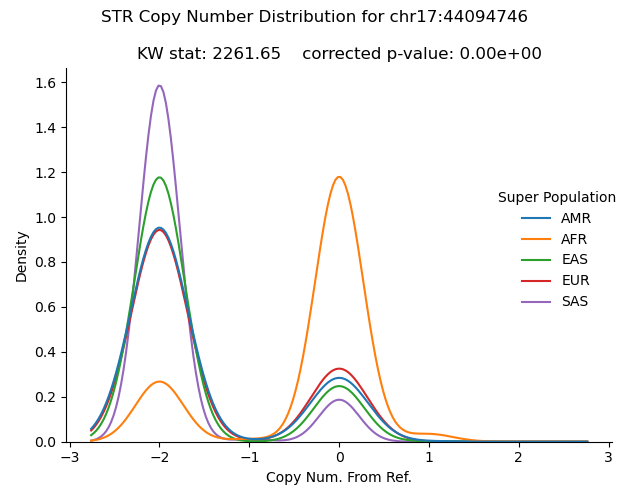 STR Copy Number Distribution for chr17:44094746
KW stat: 2261.65    corrected p-value: 0.00e+00
Density
1.6
1.4
1.2
1.0
0.8
0.6
0.4
0.2
0.0
−3 −2 −1 0 1 2 3
Copy Num. From Ref.
Super Population
AMR
AFR
EAS
EUR
SAS